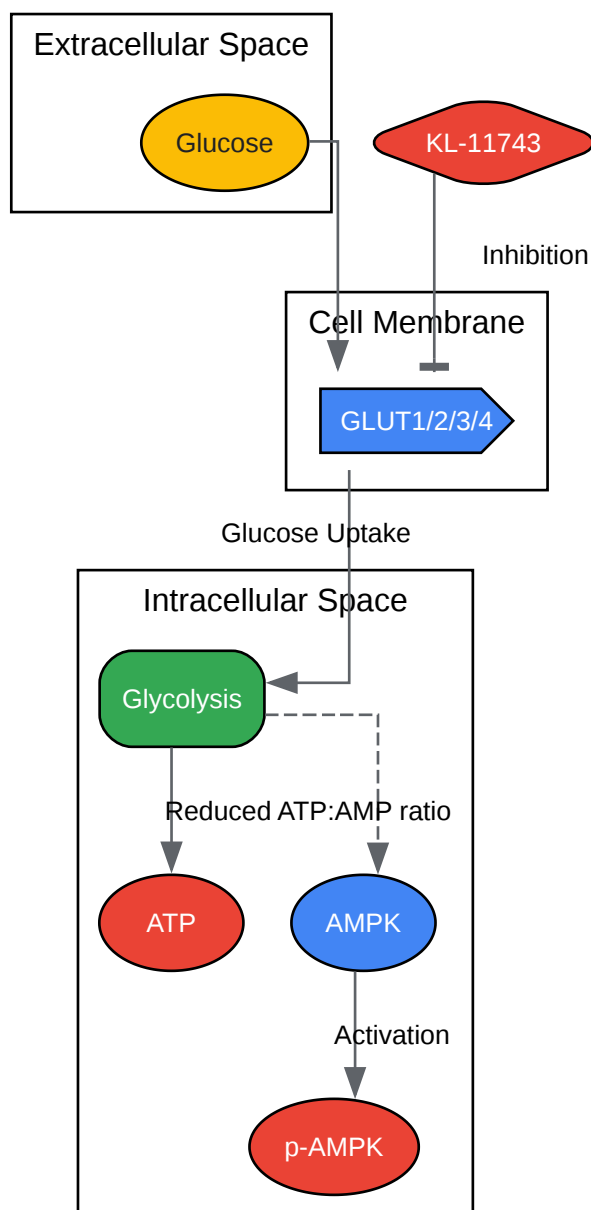 Extracellular Space
Glucose
KL-11743
Inhibition
Cell Membrane
GLUT1/2/3/4
Glucose Uptake
Intracellular Space
Glycolysis
Reduced ATP:AMP ratio
ATP
AMPK
Activation
p-AMPK